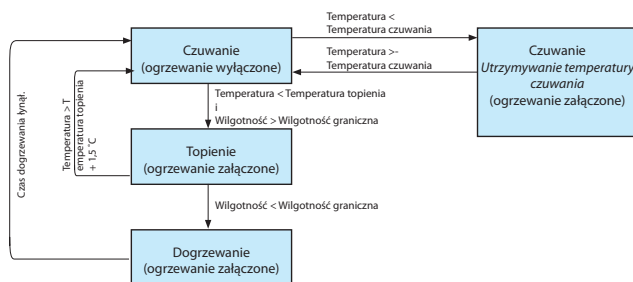 Temperatura <
Temperatura czuwania
Czuwanie
(ogrzewanie wyłączone)
Temperatura >-
Temperatura czuwania
Czuwanie
Utrzymywanie temperatury
czuwania
(ogrzewanie załączone)
Temperatura < Temperatura topienia
i
Wilgotność > Wilgotność graniczna
Czas dogrzewania łynął.
Temperatura > T
emperatura topienia
+ 1,5 °C
Topienie
(ogrzewanie załączone)
Wilgotność < Wilgotność graniczna
Dogrzewanie
(ogrzewanie załączone)